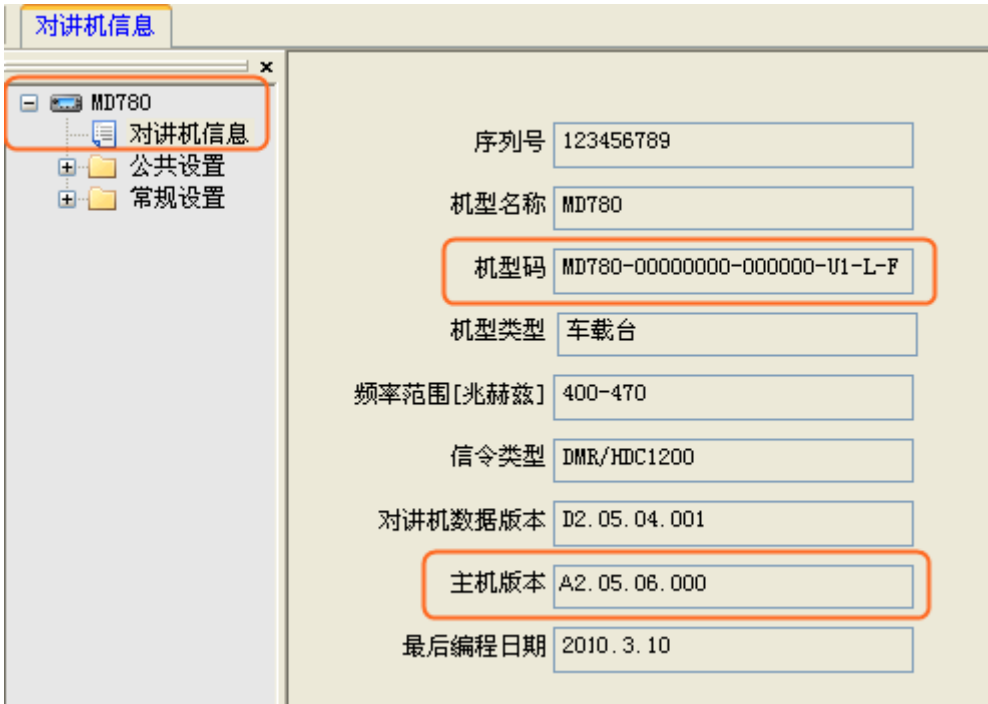 对讲机信息
MD780
对讲机信息
公共设置
常规设置
序列号 123456789
机型名称 MD780
机型码 MD780-00000000-000000-U1-L-F
机型类型 车载台
频率范围[兆赫兹] 400-470
信令类型 DMR/HDC1200
对讲机数据版本 D2.05.04.001
主机版本 A2.05.06.000
最后编程日期 2010.3.10